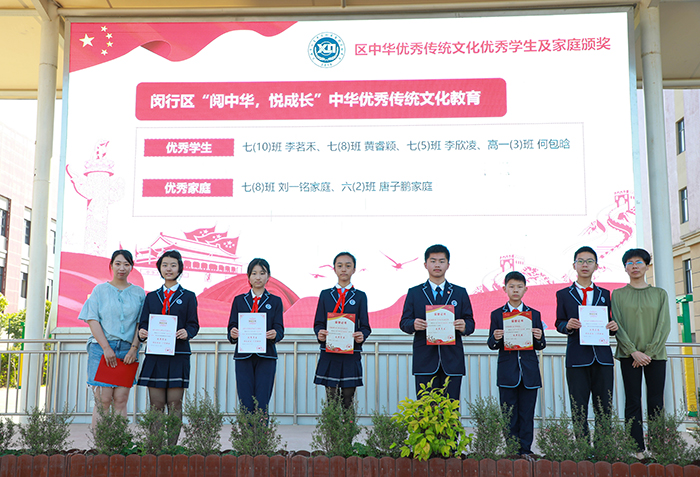 区中华优秀传统文化优秀学生及家庭颁奖
闵行区“阅中华，悦成长”中华优秀传统文化教育
优秀学生 七(10)班 李茗禾、七(8)班 黄睿颖、七(5)班 李欣凌、高一(3)班 何包晗
优秀家庭 七(8)班 刘一铭家庭、六(2)班 唐子鹏家庭